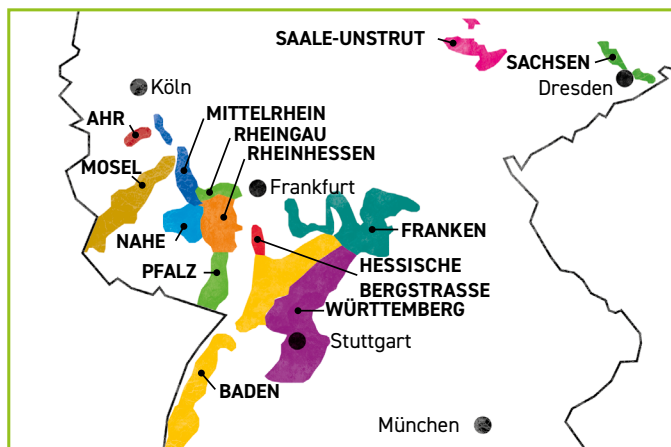 SAALE-UNSTRUT
SACHSEN
Dresden
Köln
MITTELRHEIN
AHR
RHEINGAU
RHEINHESSEN
MOSEL
Frankfurt
NAHE
FRANKEN
PFALZ
HESSISCHE
BERGSTRASSE
WÜRTTEMBERG
Stuttgart
BADEN
München